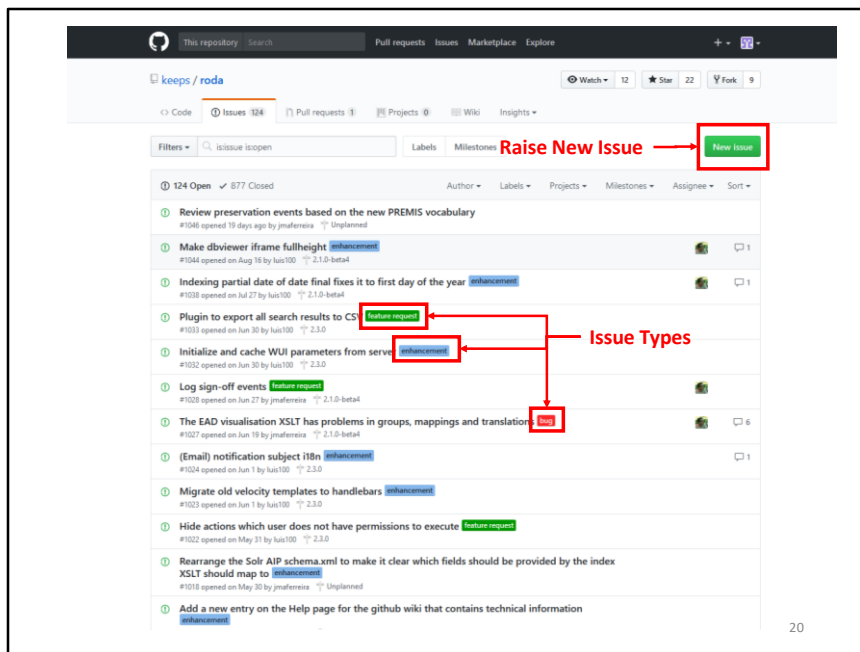 This repository Search Pull requests Issues Marketplace Explore
keeps / roda Watch 12 Star 22 Fork 9
Code Issues 124 Pull requests 1 Projects 0 Wiki Insights
Filters is:issue is:open Labels Milestones Raise New Issue New Issue
124 Open 877 Closed Author Labels Projects Milestones Assignee Sort
Review preservation events based on the new PREMIS vocabulary
#1046 opened 19 days ago by jmaferreira Unplanned
Make dbviewer iframe fullheight enhancement 1
#1044 opened on Aug 16 by luis100 2.1.0-beta4
Indexing partial date of date final fixes it to first day of the year enhancement 1
#1038 opened on Jul 27 by luis100 2.1.0-beta4
Plugin to export all search results to CSV feature request
#1033 opened on Jun 30 by luis100 2.3.0
Issue Types
Initialize and cache WUI parameters from server enhancement
#1032 opened on Jun 30 by luis100 2.3.0
Log sign-off events feature request
#1028 opened on Jun 27 by jmaferreira 2.1.0-beta4
The EAD visualisation XSLT has problems in groups, mappings and translations bug 6
#1027 opened on Jun 19 by jmaferreira 2.1.0-beta4
(Email) notification subject i18n enhancement 1
#1024 opened on Jun 1 by luis100 2.3.0
Migrate old velocity templates to handlebars enhancement
#1023 opened on Jun 1 by luis100 2.3.0
Hide actions which user does not have permissions to execute feature request
#1022 opened on May 31 by luis100 2.3.0
Rearrange the Solr AIP schema.xml to make it clear which fields should be provided by the index
XSLT should map to enhancement
#1018 opened on May 30 by jmaferreira Unplanned
Add a new entry on the Help page for the github wiki that contains technical information
enhancement
20